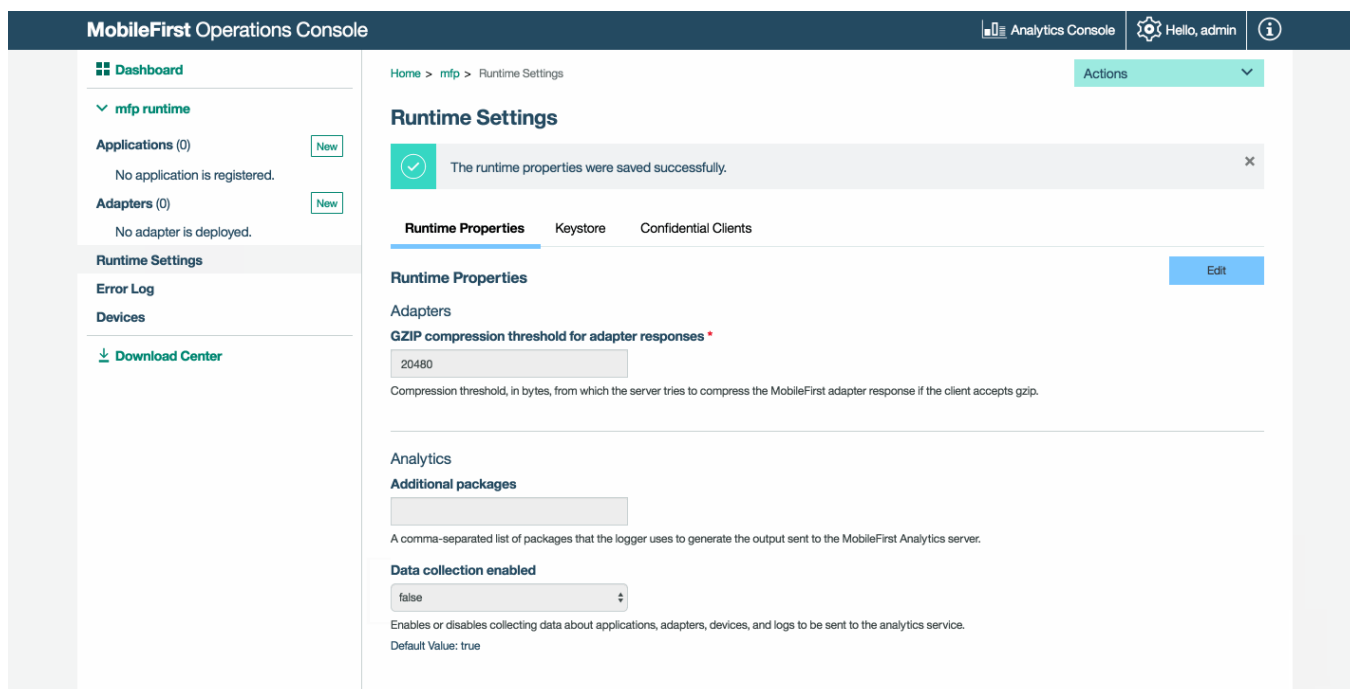 MobileFirst Operations Console
Analytics Console
Hello, admin
Dashboard
mfp runtime
Applications (0)
New
No application is registered.
Adapters (0)
New
No adapter is deployed.
Runtime Settings
Error Log
Devices
Download Center
Home > mfp > Runtime Settings
Actions
Runtime Settings
The runtime properties were saved successfully.
Runtime Properties
Keystore
Confidential Clients
Runtime Properties
Edit
Adapters
GZIP compression threshold for adapter responses *
20480
Compression threshold, in bytes, from which the server tries to compress the MobileFirst adapter response if the client accepts gzip.
Analytics
Additional packages
A comma-separated list of packages that the logger uses to generate the output sent to the MobileFirst Analytics server.
Data collection enabled
false
Enables or disables collecting data about applications, adapters, devices, and logs to be sent to the analytics service.
Default Value: true